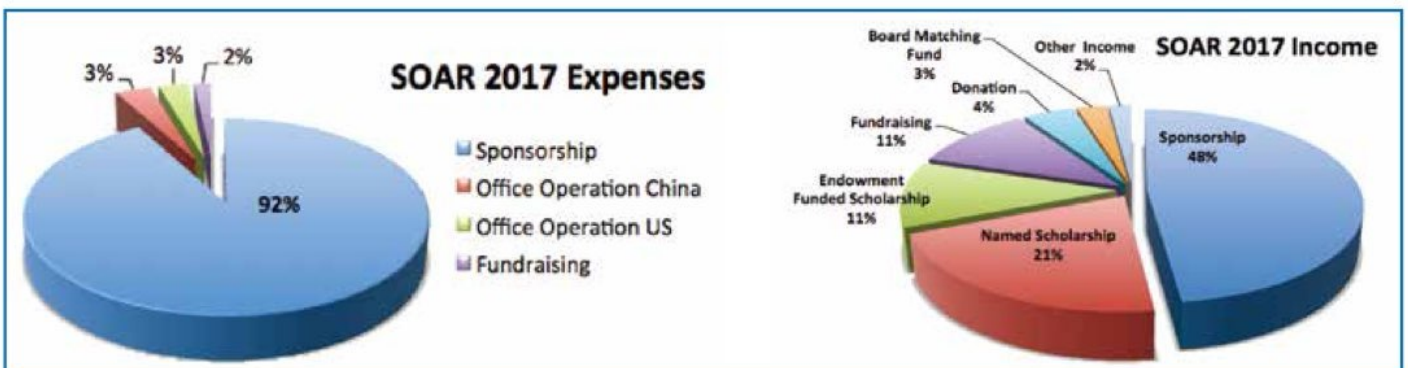 SOAR 2017 Expenses
3%
3%
2%
92%
Sponsorship
Office Operation China
Office Operation US
Fundraising
SOAR 2017 Income
Board Matching
Fund
3%
Other Income
2%
Donation
4%
Fundraising
11%
Endowment
Funded Scholarship
11%
Named Scholarship
21%
Sponsorship
48%